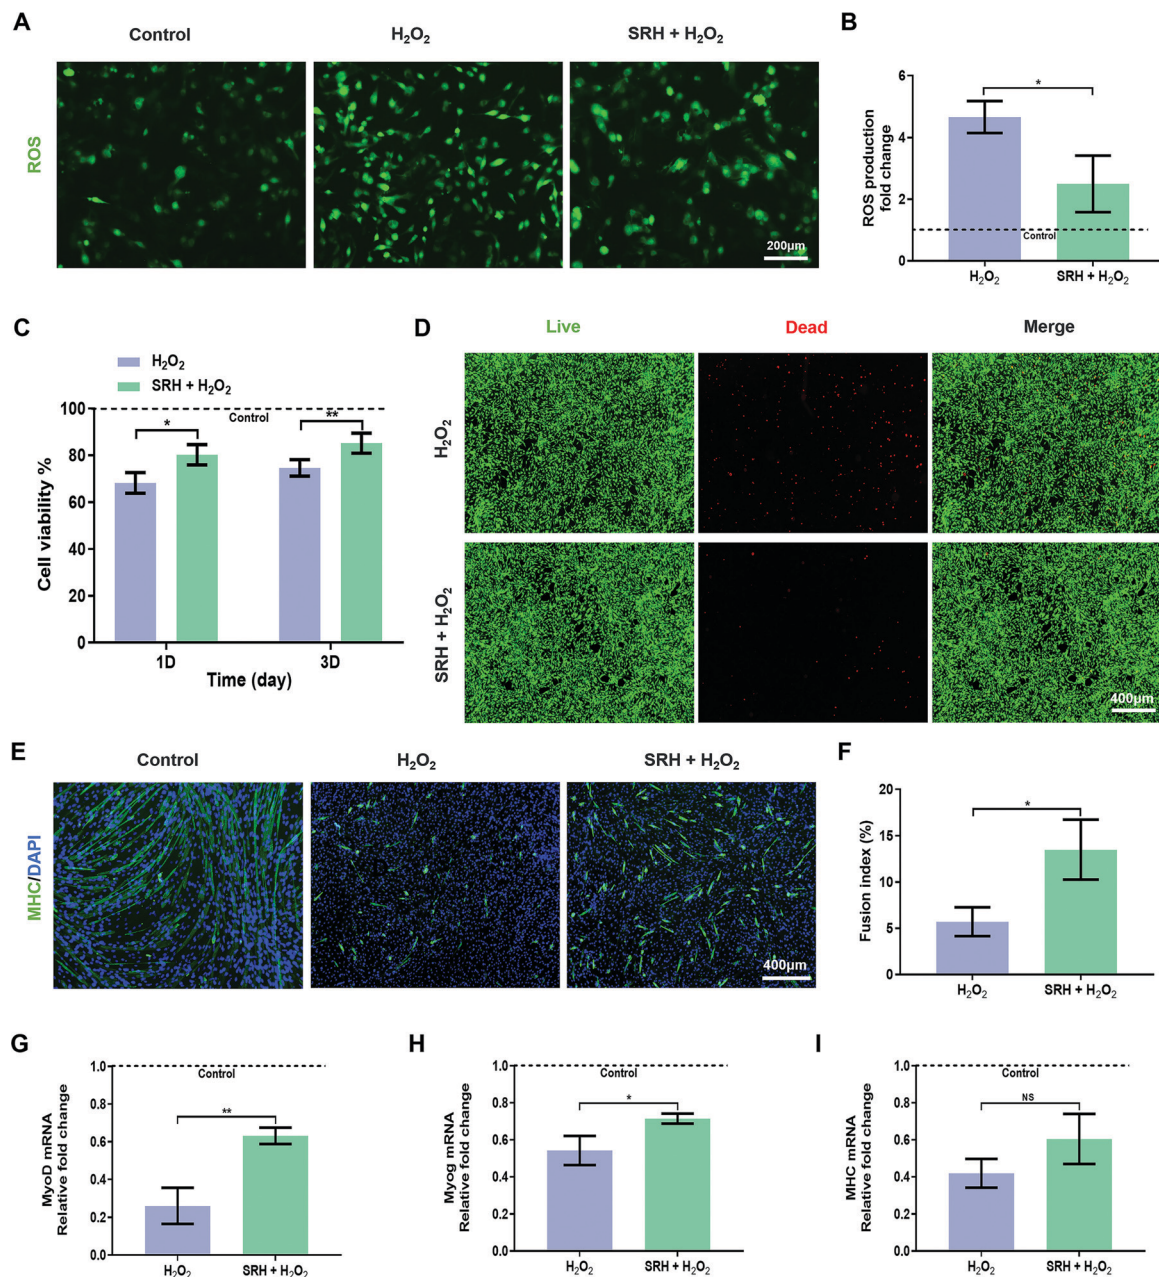 A
Control
H₂O₂
SRH + H₂O₂
ROS
200μm
B
ROS production
fold change
6
4
2
0
*
Control
H₂O₂
SRH + H₂O₂
C
H₂O₂
SRH + H₂O₂
Cell viability %
100
80
60
40
20
0
Control
*
**
1D
3D
Time (day)
D
Live
Dead
Merge
H₂O₂
SRH + H₂O₂
400μm
E
Control
H₂O₂
SRH + H₂O₂
MHC/DAPI
400μm
F
Fusion index (%)
20
15
10
5
0
*
H₂O₂
SRH + H₂O₂
G
MyoD mRNA
Relative fold change
1.0
0.8
0.6
0.4
0.2
0.0
Control
**
H₂O₂
SRH + H₂O₂
H
Myog mRNA
Relative fold change
1.0
0.8
0.6
0.4
0.2
0.0
Control
*
H₂O₂
SRH + H₂O₂
I
MHC mRNA
Relative fold change
1.0
0.8
0.6
0.4
0.2
0.0
Control
NS
H₂O₂
SRH + H₂O₂